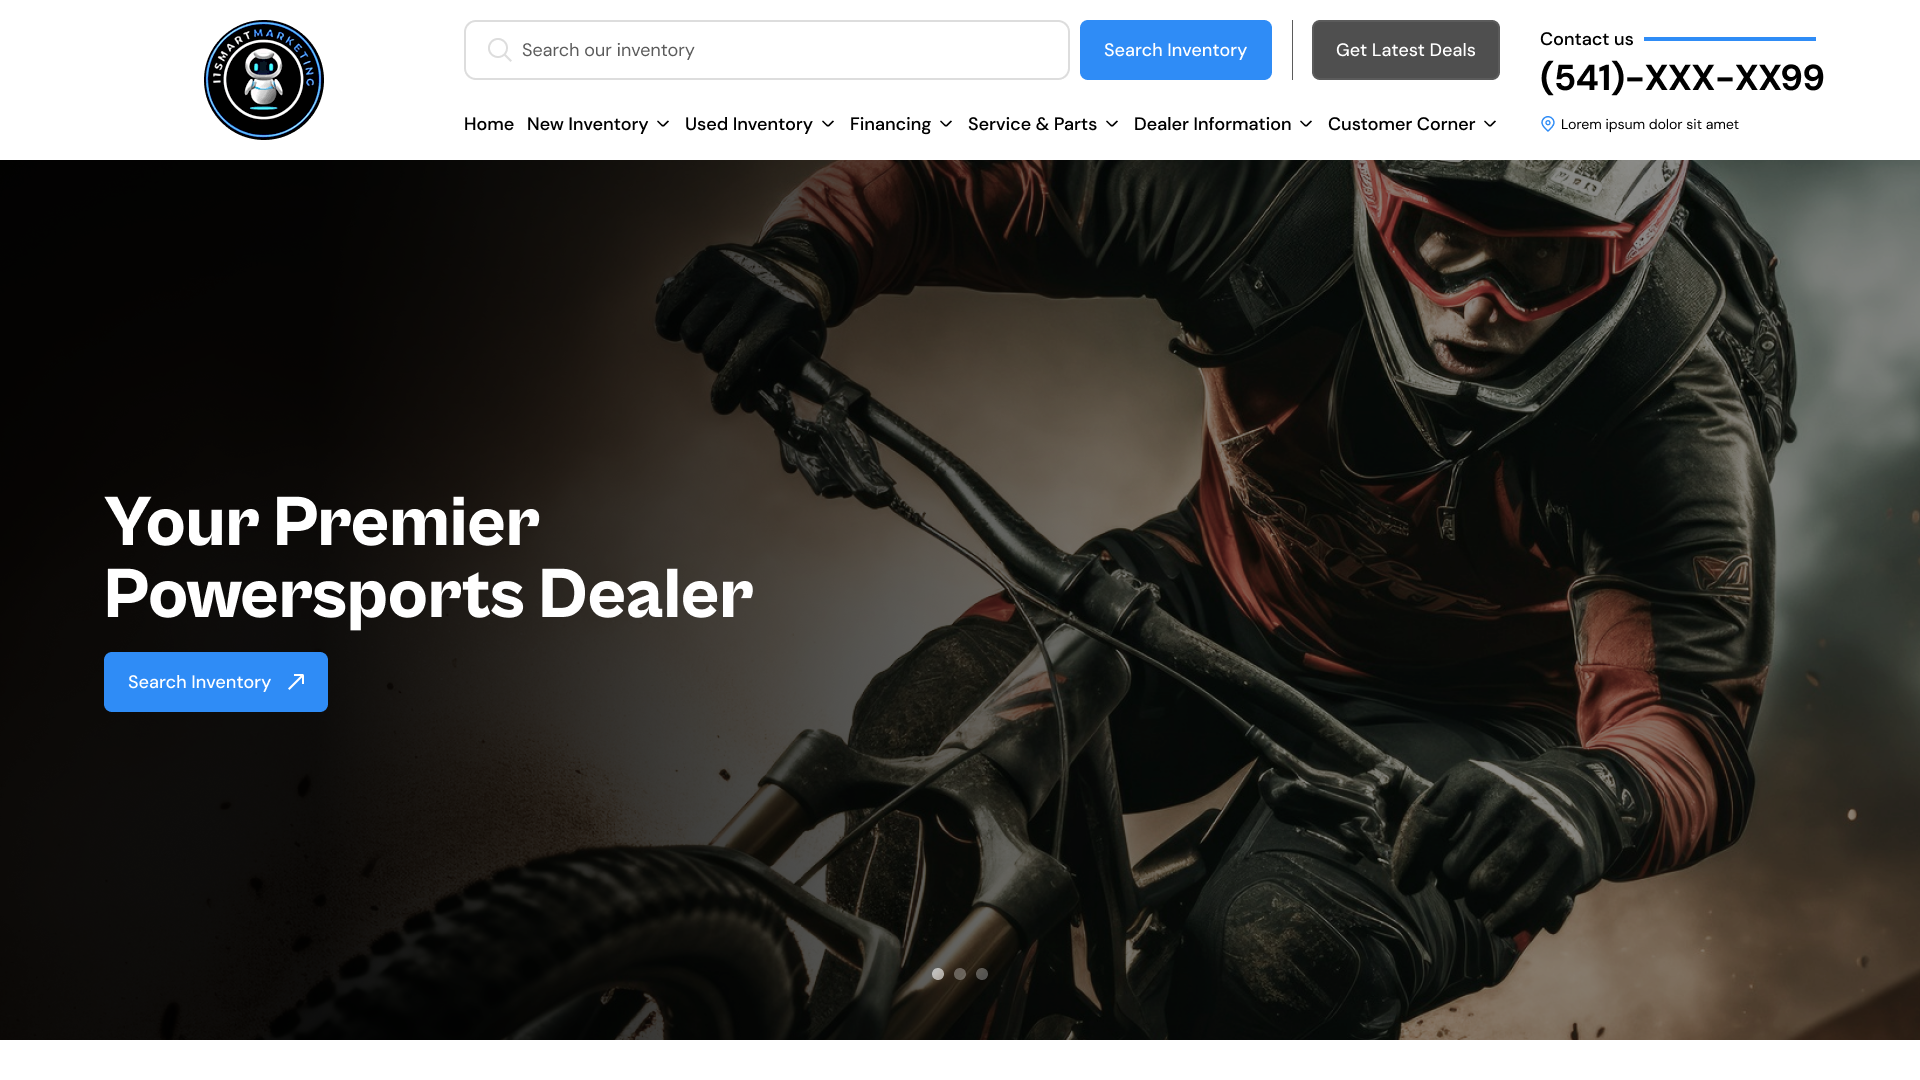 IISMARTMARKETING
Search our inventory
Search Inventory
Get Latest Deals
Contact us
(541)-XXX-XX99
Home
New Inventory
Used Inventory
Financing
Service & Parts
Dealer Information
Customer Corner
Lorem ipsum dolor sit amet
Your Premier
Powersports Dealer
Search Inventory